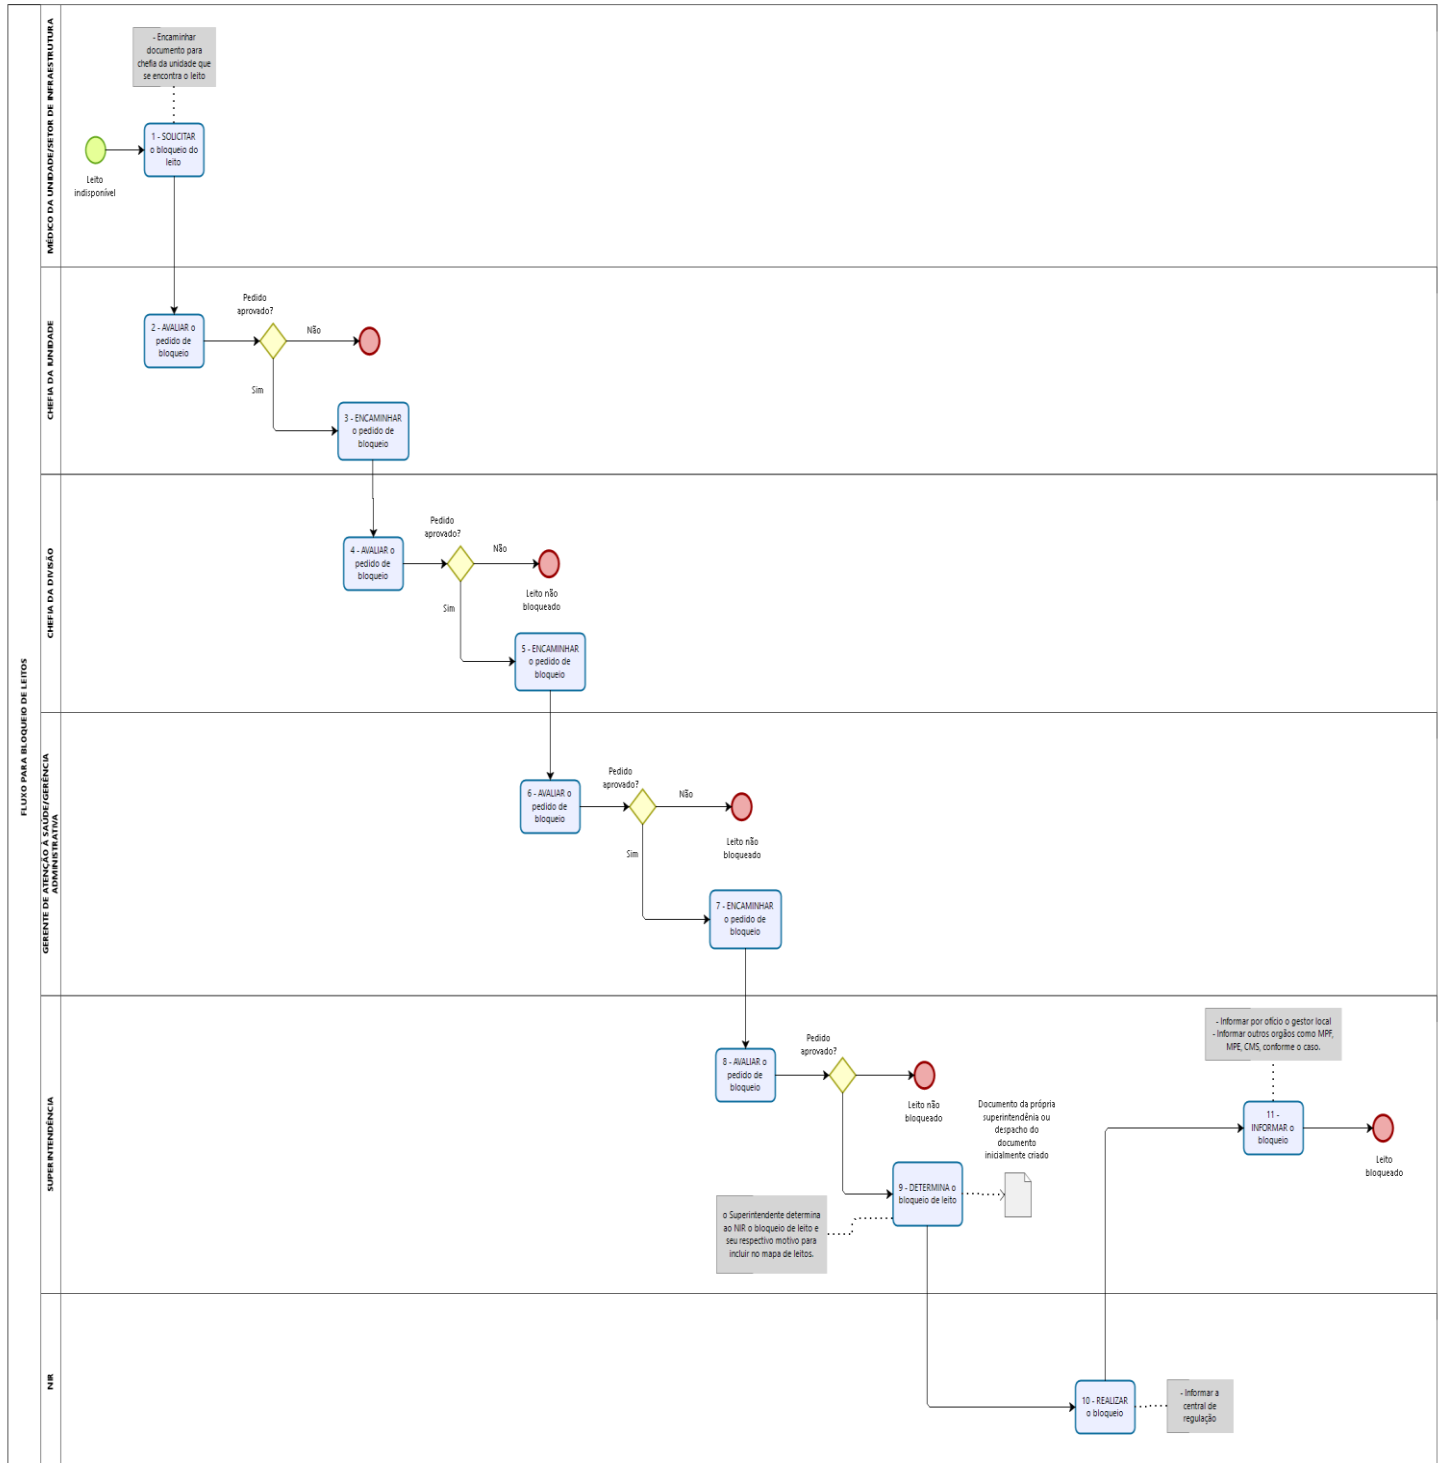 FLUXO PARA BLOQUEIO DE LEITOS
MÉDICO DA UNIDADE/SETOR DE INFRAESTRUTURA
- Encaminhar
documento para
chefia da unidade que
se encontra o leito
Leito
indisponível
1 - SOLICITAR
o bloqueio do
leito
CHEFIA DA IUNIDADE
2 - AVALIAR o
pedido de
bloqueio
Pedido
aprovado?
Não
Sim
3 - ENCAMINHAR
o pedido de
bloqueio
CHEFIA DA DIVISÃO
4 - AVALIAR o
pedido de
bloqueio
Pedido
aprovado?
Não
Leito não
bloqueado
Sim
5 - ENCAMINHAR
o pedido de
bloqueio
GERENTE DE ATENÇÃO À SAÚDE/GERÊNCIA
ADMINISTRATIVA
6 - AVALIAR o
pedido de
bloqueio
Pedido
aprovado?
Não
Leito não
bloqueado
Sim
7 - ENCAMINHAR
o pedido de
bloqueio
SUPERINTENDÊNCIA
8 - AVALIAR o
pedido de
bloqueio
Pedido
aprovado?
Leito não
bloqueado
Documento da própria
superintendênia ou
despacho do
documento
inicialmente criado
9 - DETERMINA o
bloqueio de leito
o Superintendente determina
ao NIR o bloqueio de leito e
seu respectivo motivo para
incluir no mapa de leitos.
- Informar por ofício o gestor local
- Informar outros orgãos como MPF,
MPE, CMS, conforme o caso.
11 -
INFORMAR o
bloqueio
Leito
bloqueado
NIR
10 - REALIZAR
o bloqueio
- Informar a
central de
regulação